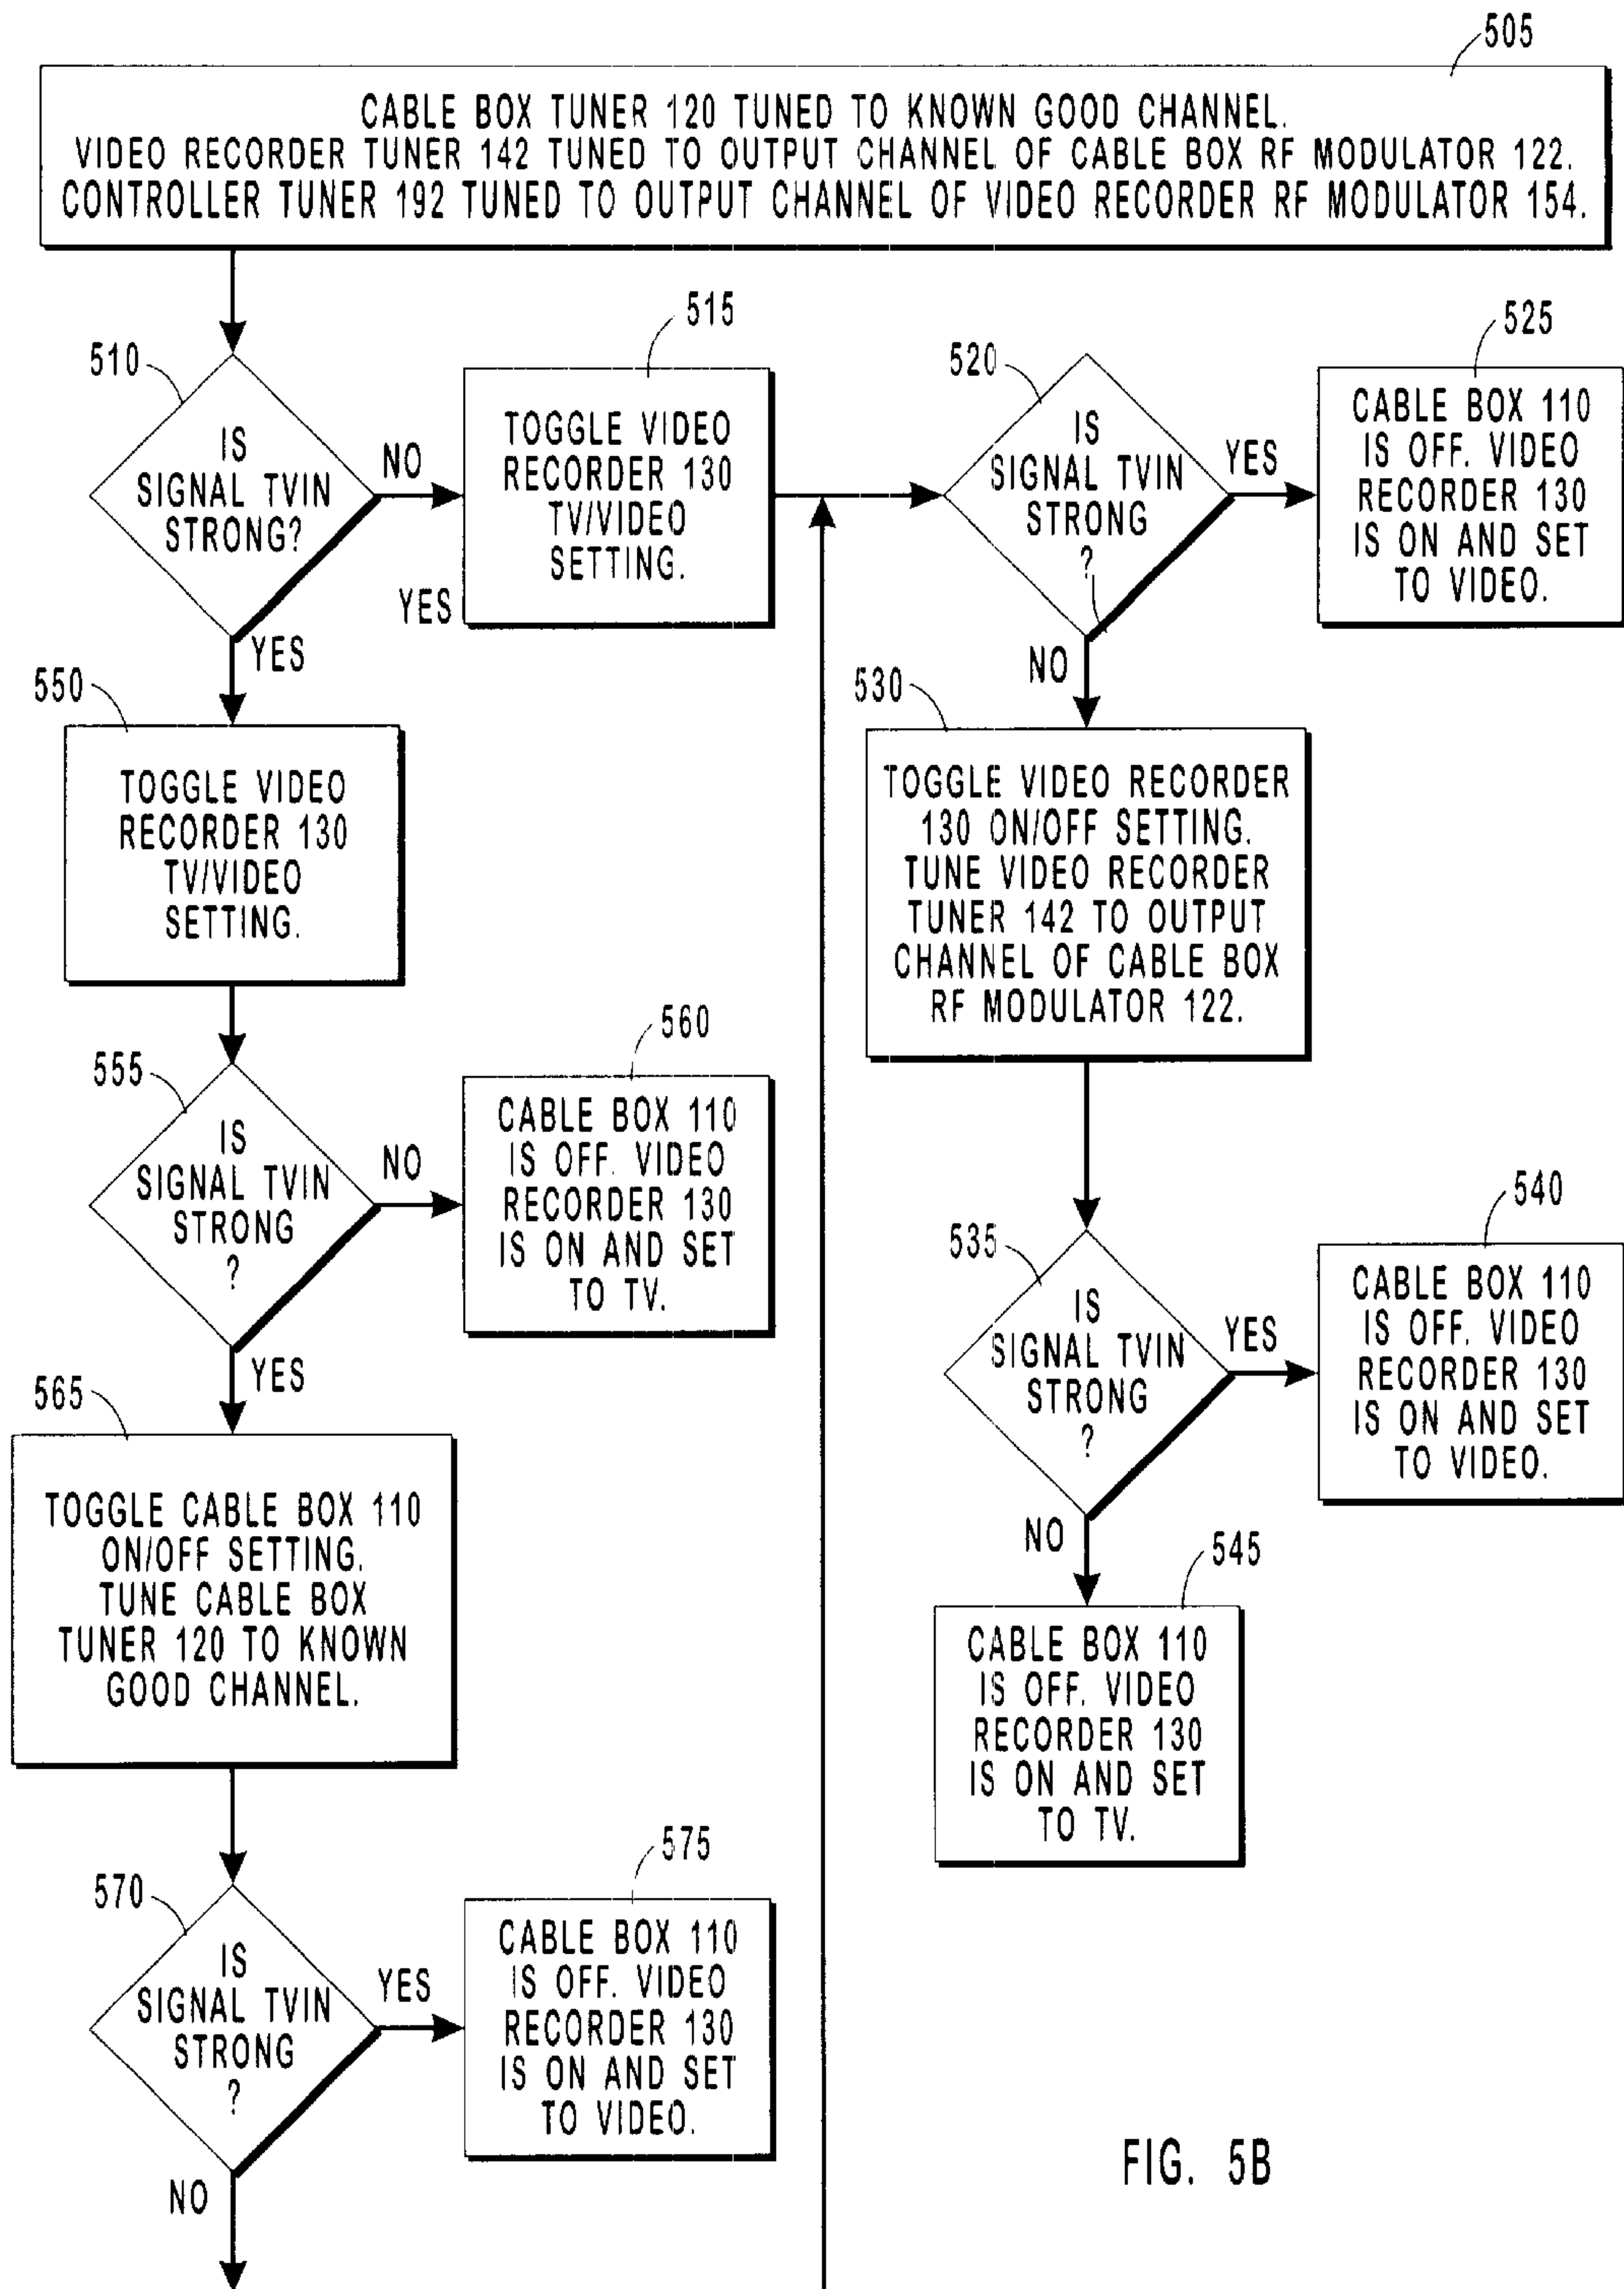 505
CABLE BOX TUNER 120 TUNED TO KNOWN GOOD CHANNEL.
VIDEO RECORDER TUNER 142 TUNED TO OUTPUT CHANNEL OF CABLE BOX RF MODULATOR 122.
CONTROLLER TUNER 192 TUNED TO OUTPUT CHANNEL OF VIDEO RECORDER RF MODULATOR 154.
510
IS
SIGNAL TVIN
STRONG?
NO
YES
YES
515
TOGGLE VIDEO
RECORDER 130
TV/VIDEO
SETTING.
520
IS
SIGNAL TVIN
STRONG
?
YES
NO
525
CABLE BOX 110
IS OFF. VIDEO
RECORDER 130
IS ON AND SET
TO VIDEO.
550
TOGGLE VIDEO
RECORDER 130
TV/VIDEO
SETTING.
530
TOGGLE VIDEO RECORDER
130 ON/OFF SETTING.
TUNE VIDEO RECORDER
TUNER 142 TO OUTPUT
CHANNEL OF CABLE BOX
RF MODULATOR 122.
555
IS
SIGNAL TVIN
STRONG
?
NO
YES
560
CABLE BOX 110
IS OFF. VIDEO
RECORDER 130
IS ON AND SET
TO TV.
535
IS
SIGNAL TVIN
STRONG
?
YES
NO
540
CABLE BOX 110
IS OFF. VIDEO
RECORDER 130
IS ON AND SET
TO VIDEO.
565
TOGGLE CABLE BOX 110
ON/OFF SETTING.
TUNE CABLE BOX
TUNER 120 TO KNOWN
GOOD CHANNEL.
545
CABLE BOX 110
IS OFF. VIDEO
RECORDER 130
IS ON AND SET
TO TV.
570
IS
SIGNAL TVIN
STRONG
?
YES
NO
575
CABLE BOX 110
IS OFF. VIDEO
RECORDER 130
IS ON AND SET
TO VIDEO.
FIG. 5B